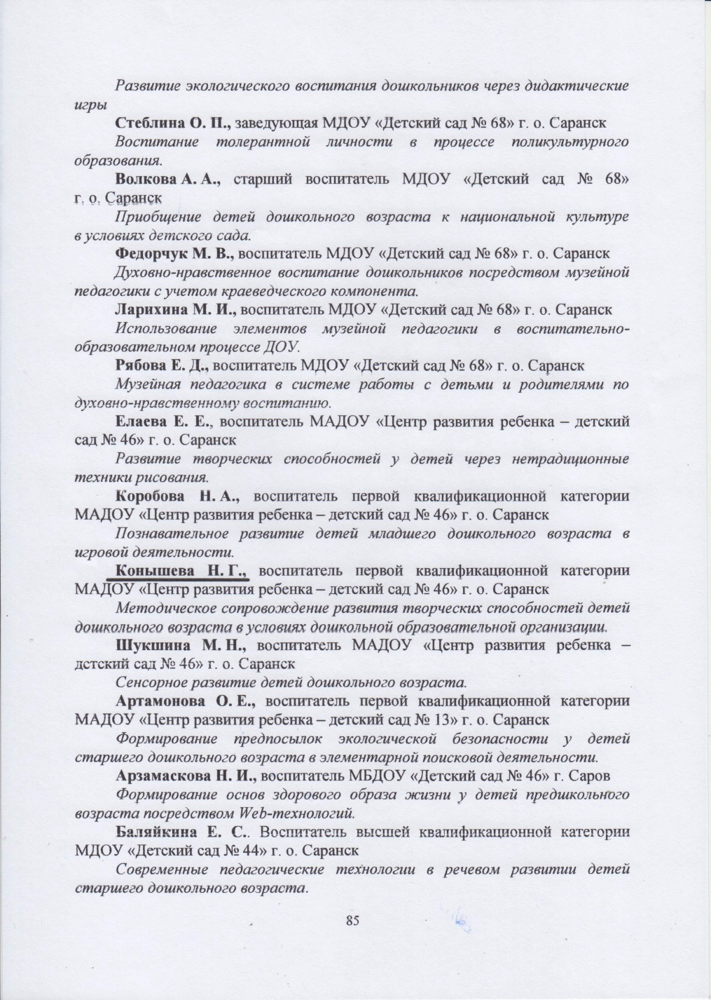 Развитие экологического воспитания дошкольников через дидактические
игры
Стеблина О. П., заведующая МДОУ «Детский сад № 68» г. о. Саранск
Воспитание толерантной личности в процессе поликультурного
образования.
Волкова А. А., старший воспитатель МДОУ «Детский сад № 68»
г. о. Саранск
Приобщение детей дошкольного возраста к национальной культуре
в условиях детского сада.
Федорчук М. В., воспитатель МДОУ «Детский сад № 68» г. о. Саранск
Духовно-нравственное воспитание дошкольников посредством музейной
педагогики с учетом краеведческого компонента.
Ларихина М. И., воспитатель МДОУ «Детский сад № 68» г. о. Саранск
Использование элементов музейной педагогики в воспитательно-
образовательном процессе ДОУ.
Рябова Е. Д., воспитатель МДОУ «Детский сад № 68» г. о. Саранск
Музейная педагогика в системе работы с детьми и родителями по
духовно-нравственному воспитанию.
Елаева Е. Е., воспитатель МАДОУ «Центр развития ребенка – детский
сад № 46» г. о. Саранск
Развитие творческих способностей у детей через нетрадиционные
техники рисования.
Коробова Н. А., воспитатель первой квалификационной категории
МАДОУ «Центр развития ребенка – детский сад № 46» г. о. Саранск
Познавательное развитие детей младшего дошкольного возраста в
игровой деятельности.
Конышева Н. Г., воспитатель первой квалификационной категории
МАДОУ «Центр развития ребенка – детский сад № 46» г. о. Саранск
Методическое сопровождение развития творческих способностей детей
дошкольного возраста в условиях дошкольной образовательной организации.
Шукшина М. Н., воспитатель МАДОУ «Центр развития ребенка –
детский сад № 46» г. о. Саранск
Сенсорное развитие детей дошкольного возраста.
Артамонова О. Е., воспитатель первой квалификационной категории
МАДОУ «Центр развития ребенка – детский сад № 13» г. о. Саранск
Формирование предпосылок экологической безопасности у детей
старшего дошкольного возраста в элементарной поисковой деятельности.
Арзамаскова Н. И., воспитатель МБДОУ «Детский сад № 46» г. Саров
Формирование основ здорового образа жизни у детей предшкольного
возраста посредством Web-технологий.
Баляйкина Е. С.. Воспитатель высшей квалификационной категории
МДОУ «Детский сад № 44» г. о. Саранск
Современные педагогические технологии в речевом развитии детей
старшего дошкольного возраста.
85